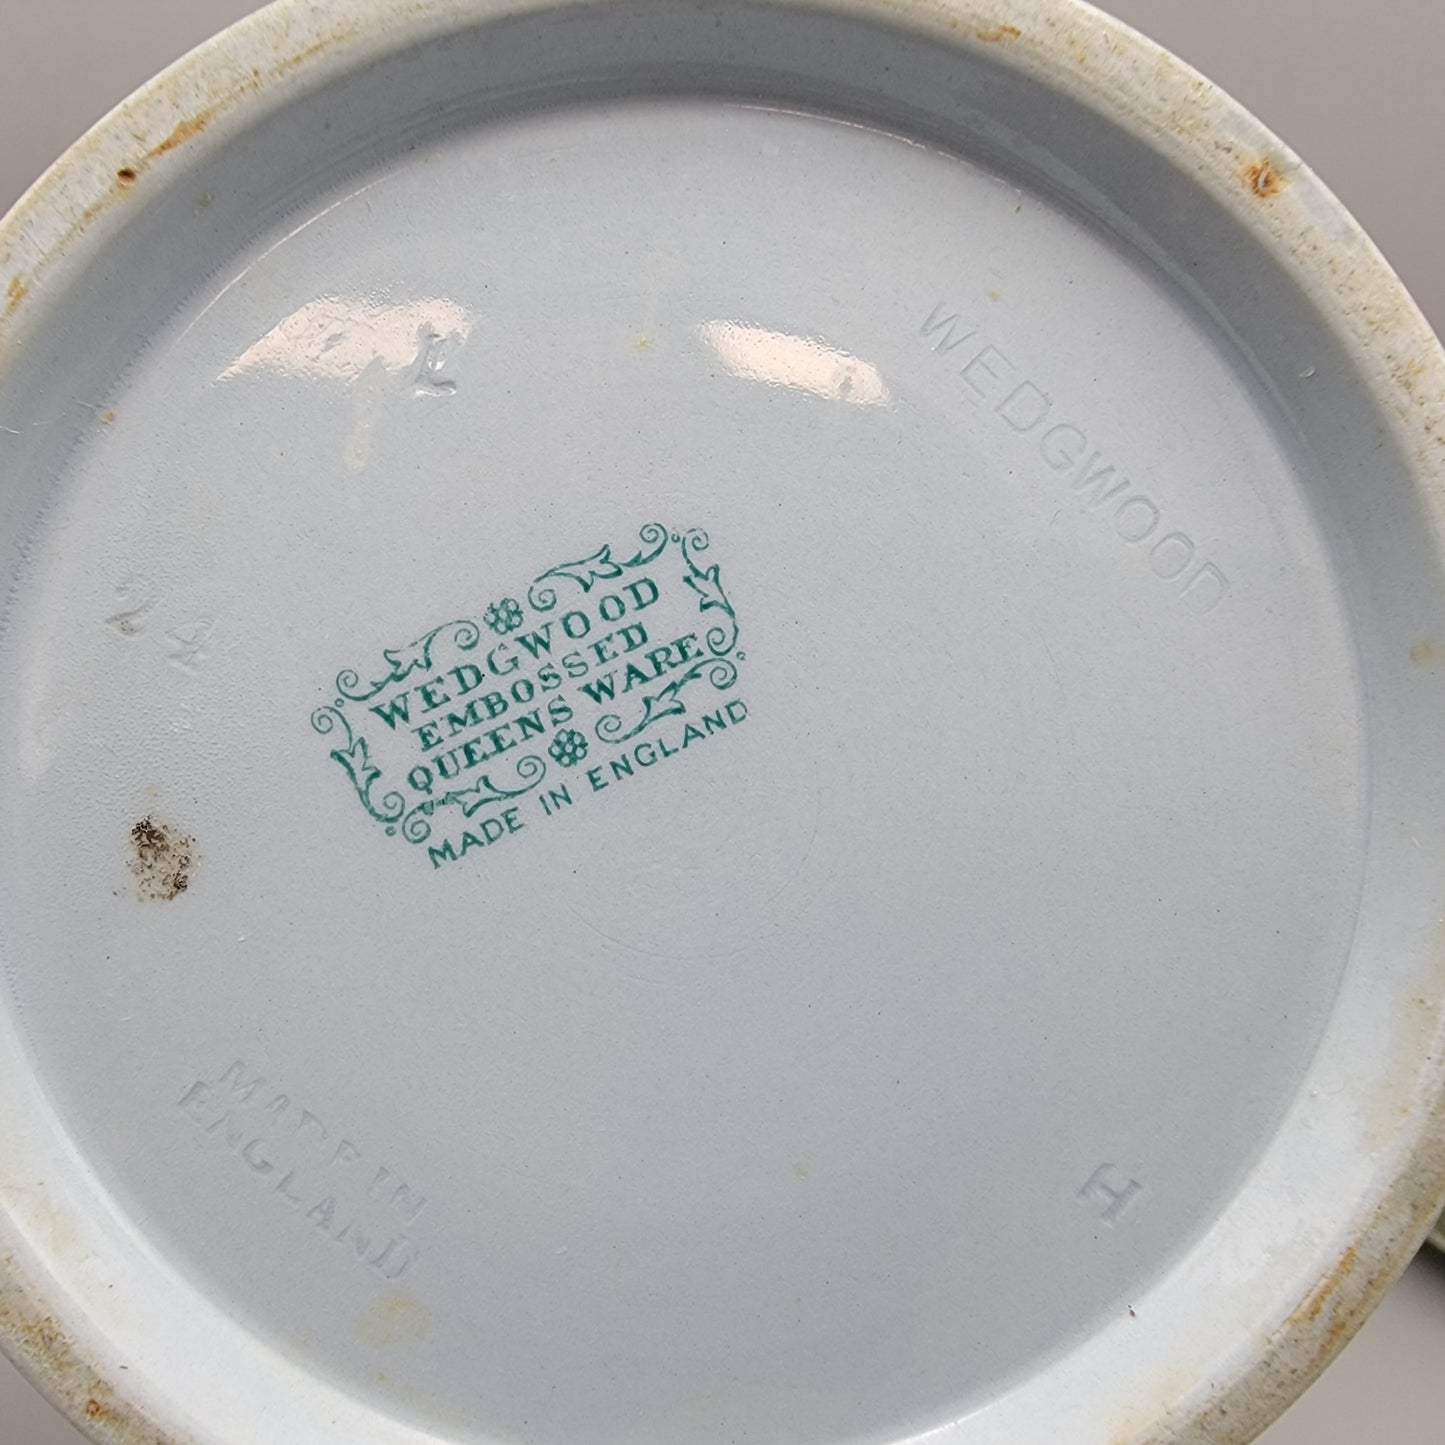 WEDGWOOD
24
WEDGWOOD
EMBOSSED
QUEENS WARE
MADE IN ENGLAND
MADE IN
ENGLAND
H